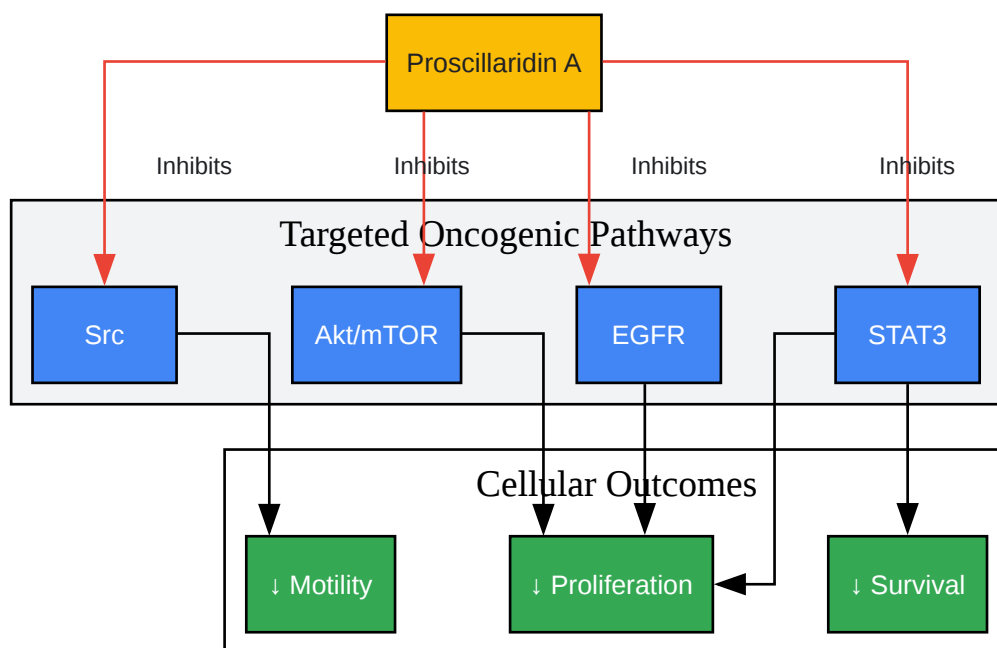 Proscillaridin A
Inhibits
Inhibits
Inhibits
Inhibits
Targeted Oncogenic Pathways
Src
Akt/mTOR
EGFR
STAT3
Cellular Outcomes
↓ Motility
↓ Proliferation
↓ Survival